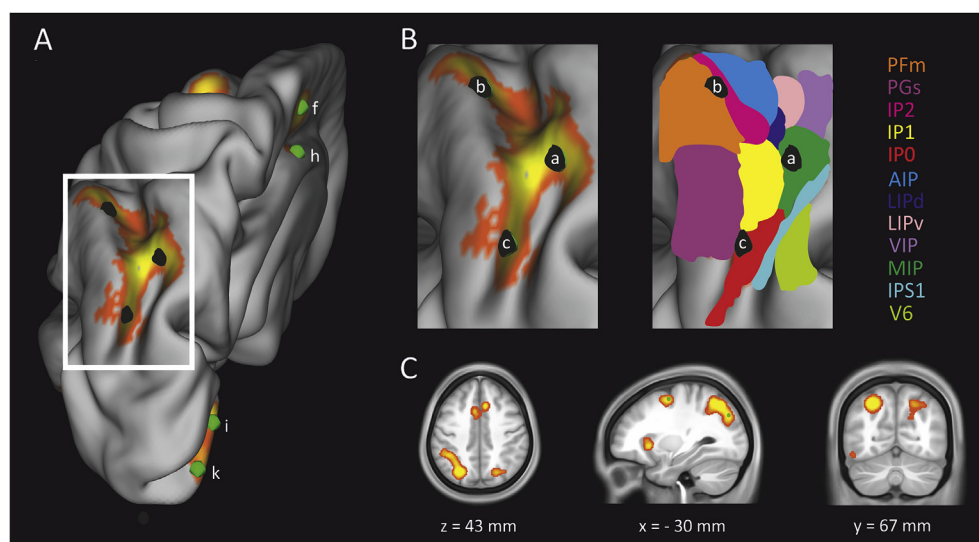 A
f
h
i
k
B
b
a
c
b
a
c
PFm
PGs
IP2
IP1
IP0
AIP
LIPd
LIPv
VIP
MIP
IPS1
V6
C
z = 43 mm
x = - 30 mm
y = 67 mm